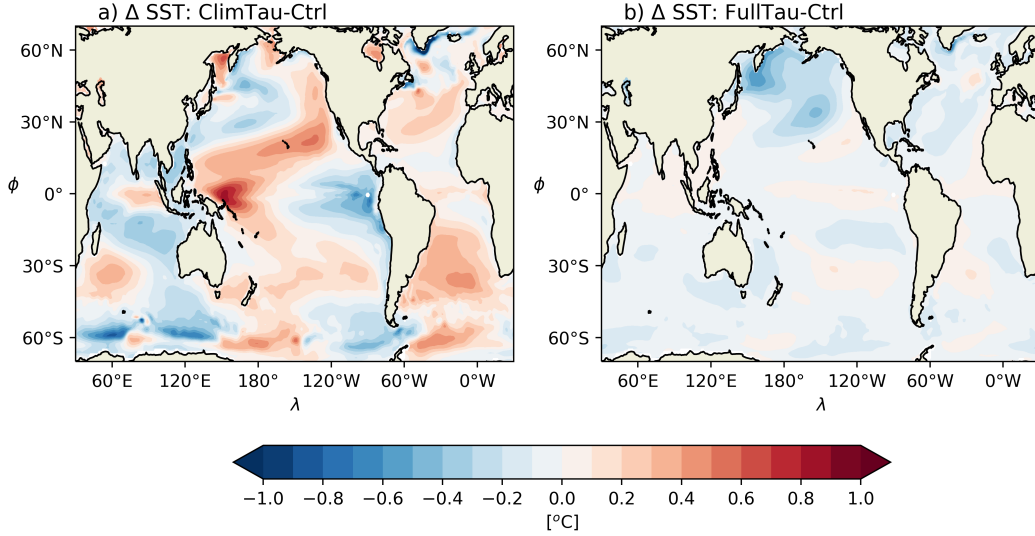 a) Δ SST: ClimTau-Ctrl
b) Δ SST: FullTau-Ctrl
60°N
30°N
0°
30°S
60°S
ϕ
60°E 120°E 180° 120°W 60°W 0°W
λ
60°N
30°N
0°
30°S
60°S
ϕ
60°E 120°E 180° 120°W 60°W 0°W
λ
−1.0 −0.8 −0.6 −0.4 −0.2 0.0 0.2 0.4 0.6 0.8 1.0
[°C]